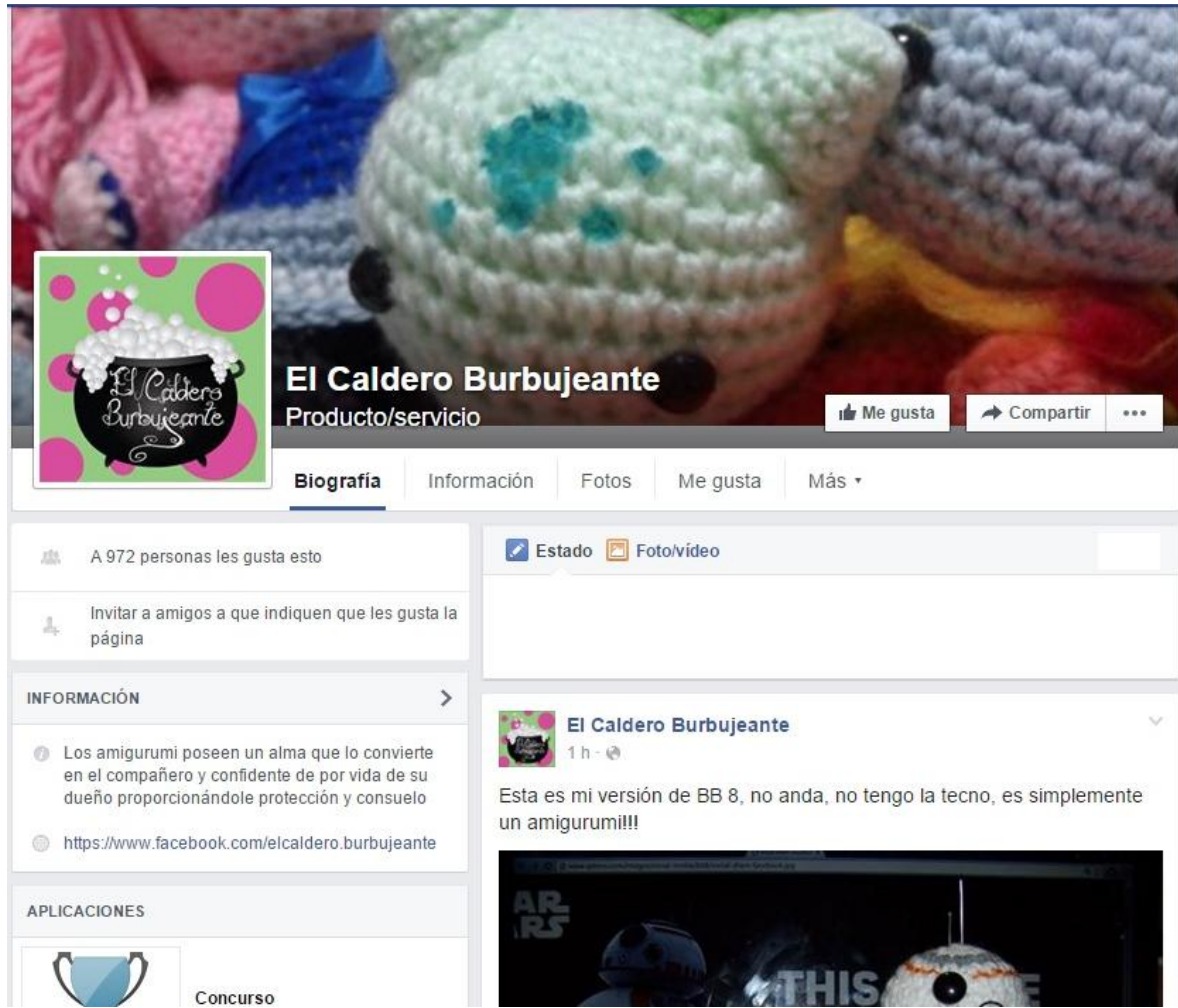 El Caldero
Burbujeante
El Caldero Burbujeante
Producto/servicio
Me gusta
Compartir
Biografía
Información
Fotos
Me gusta
Más
A 972 personas les gusta esto
Invitar a amigos a que indiquen que les gusta la
página
INFORMACIÓN
Los amigurumi poseen un alma que lo convierte
en el compañero y confidente de por vida de su
dueño proporcionándole protección y consuelo
https://www.facebook.com/elcaldero.burbujeante
APLICACIONES
Concurso
Estado
Foto/vídeo
El Caldero Burbujeante
1 h
Esta es mi versión de BB 8, no anda, no tengo la tecno, es simplemente
un amigurumi!!!
AR
ARS
THIS